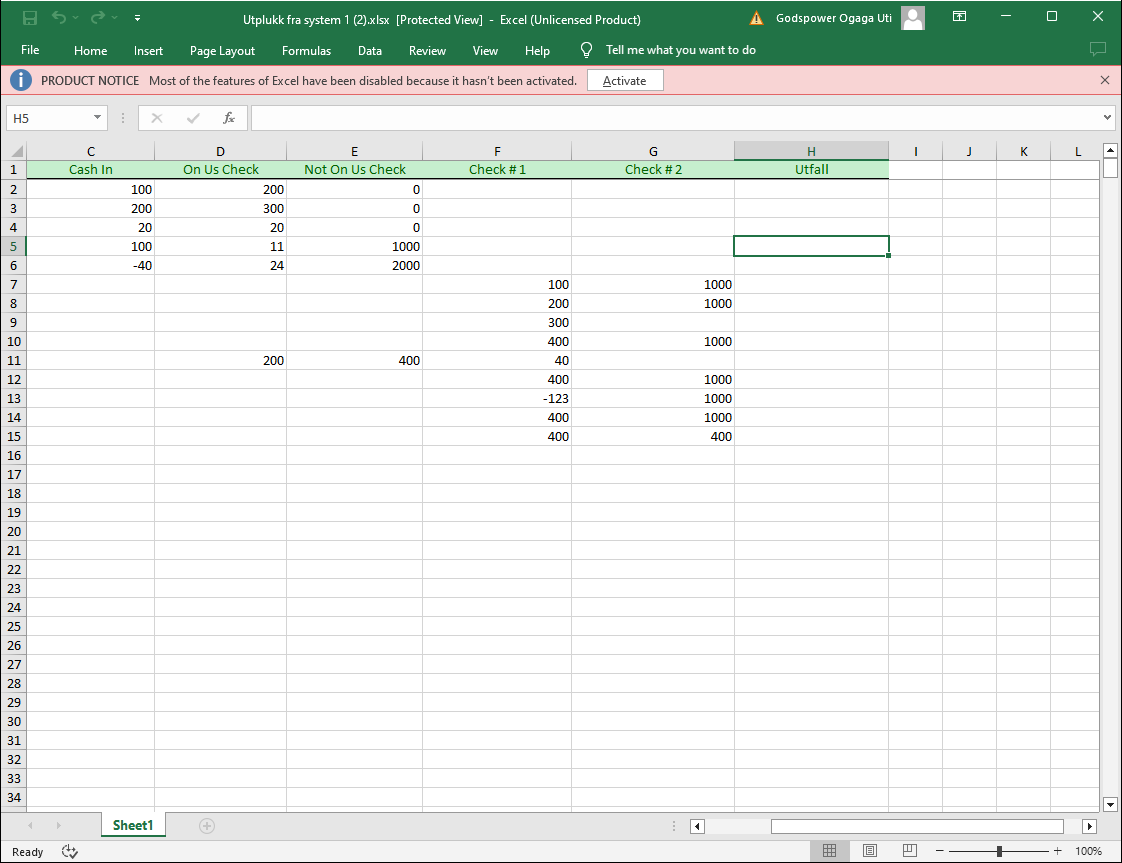 Utplukk fra system 1 (2).xlsx [Protected View] - Excel (Unlicensed Product) Godspower Ogaga Uti
File Home Insert Page Layout Formulas Data Review View Help Tell me what you want to do
PRODUCT NOTICE Most of the features of Excel have been disabled because it hasn't been activated. Activate
H5 fx
C D E F G H I J K L
1 Cash In On Us Check Not On Us Check Check # 1 Check # 2 Utfall
2 100 200 0
3 200 300 0
4 20 20 0
5 100 11 1000
6 -40 24 2000
7 100 1000
8 200 1000
9 300
10 400 1000
11 200 400 40
12 400 1000
13 -123 1000
14 400 1000
15 400 400
16
17
18
19
20
21
22
23
24
25
26
27
28
29
30
31
32
33
34
Sheet1
Ready 100%